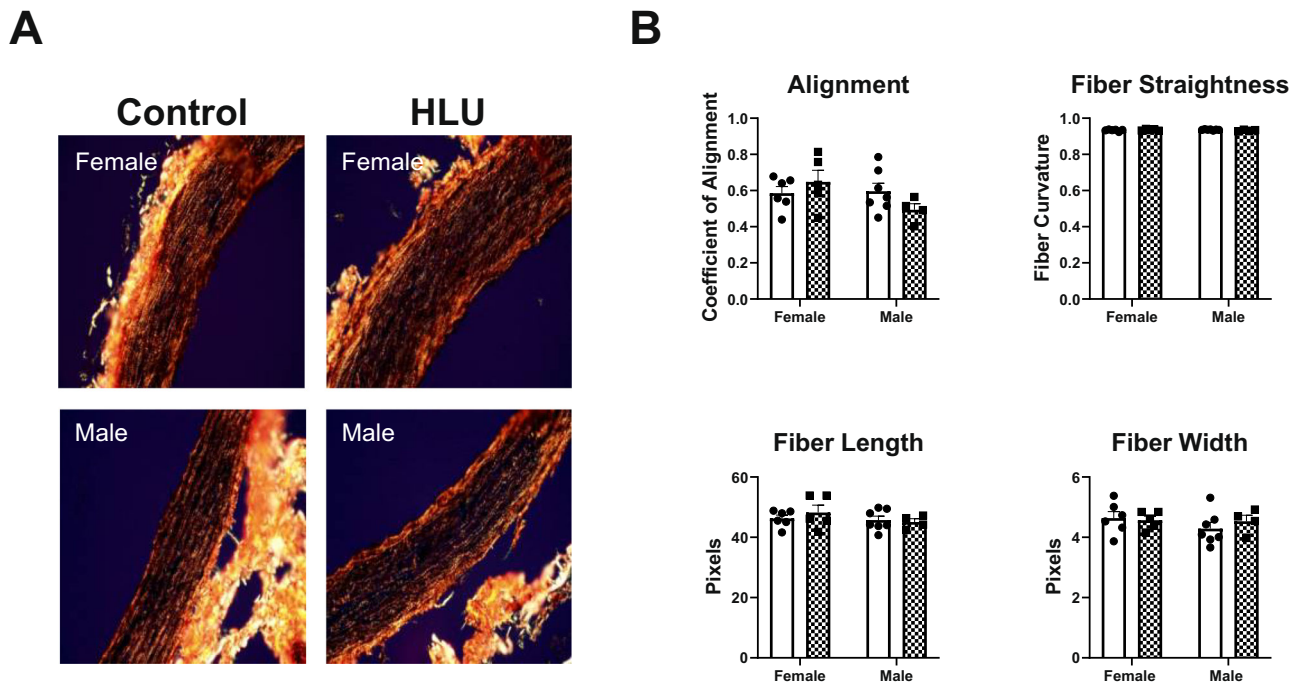 A
B
Control
HLU
Female
Female
Male
Male
Alignment
Coefficient of Alignment
1.0
0.8
0.6
0.4
0.2
0.0
Female
Male
Fiber Straightness
Fiber Curvature
1.0
0.8
0.6
0.4
0.2
0.0
Female
Male
Fiber Length
Pixels
60
40
20
0
Female
Male
Fiber Width
Pixels
6
4
2
0
Female
Male